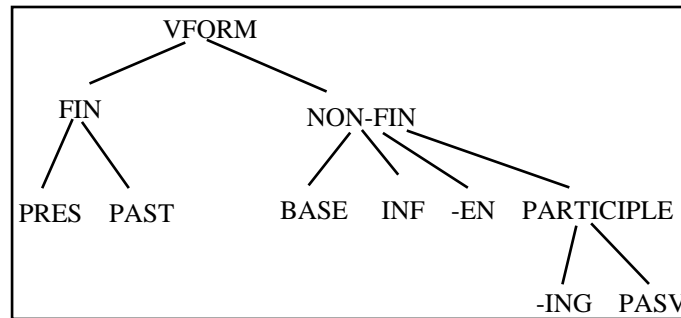 VFORM
FIN NON-FIN
PRES PAST BASE INF -EN PARTICIPLE
-ING PASV